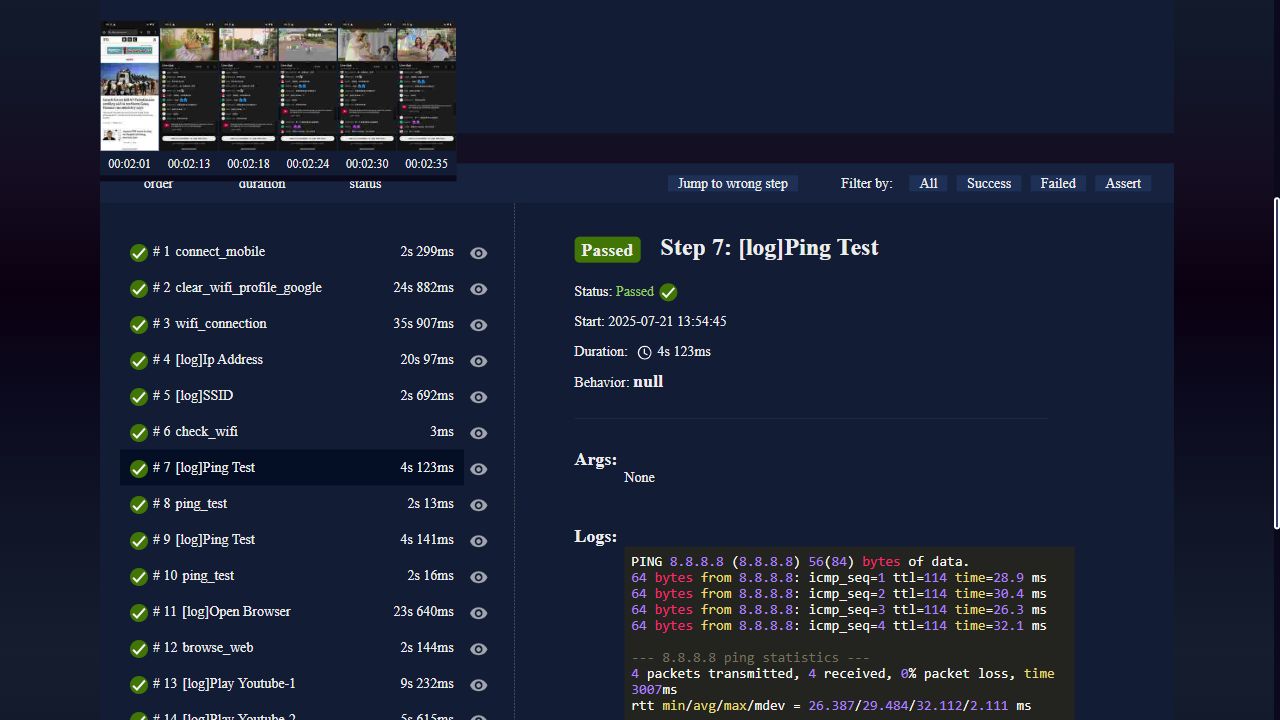 00:02:01 00:02:13 00:02:18 00:02:24 00:02:30 00:02:35
order duration status Jump to wrong step Filter by: All Success Failed Assert
# 1 connect_mobile 2s 299ms
# 2 clear_wifi_profile_google 24s 882ms
# 3 wifi_connection 35s 907ms
# 4 [log]Ip Address 20s 97ms
# 5 [log]SSID 2s 692ms
# 6 check_wifi 3ms
# 7 [log]Ping Test 4s 123ms
# 8 ping_test 2s 13ms
# 9 [log]Ping Test 4s 141ms
# 10 ping_test 2s 16ms
# 11 [log]Open Browser 23s 640ms
# 12 browse_web 2s 144ms
# 13 [log]Play Youtube-1 9s 232ms
# 14 [log]Play Youtube-2 5s 615ms
Passed Step 7: [log]Ping Test
Status: Passed
Start: 2025-07-21 13:54:45
Duration: 4s 123ms
Behavior: null
Args:
None
Logs:
PING 8.8.8.8 (8.8.8.8) 56(84) bytes of data.
64 bytes from 8.8.8.8: icmp_seq=1 ttl=114 time=28.9 ms
64 bytes from 8.8.8.8: icmp_seq=2 ttl=114 time=30.4 ms
64 bytes from 8.8.8.8: icmp_seq=3 ttl=114 time=26.3 ms
64 bytes from 8.8.8.8: icmp_seq=4 ttl=114 time=32.1 ms
--- 8.8.8.8 ping statistics ---
4 packets transmitted, 4 received, 0% packet loss, time
3007ms
rtt min/avg/max/mdev = 26.387/29.484/32.112/2.111 ms